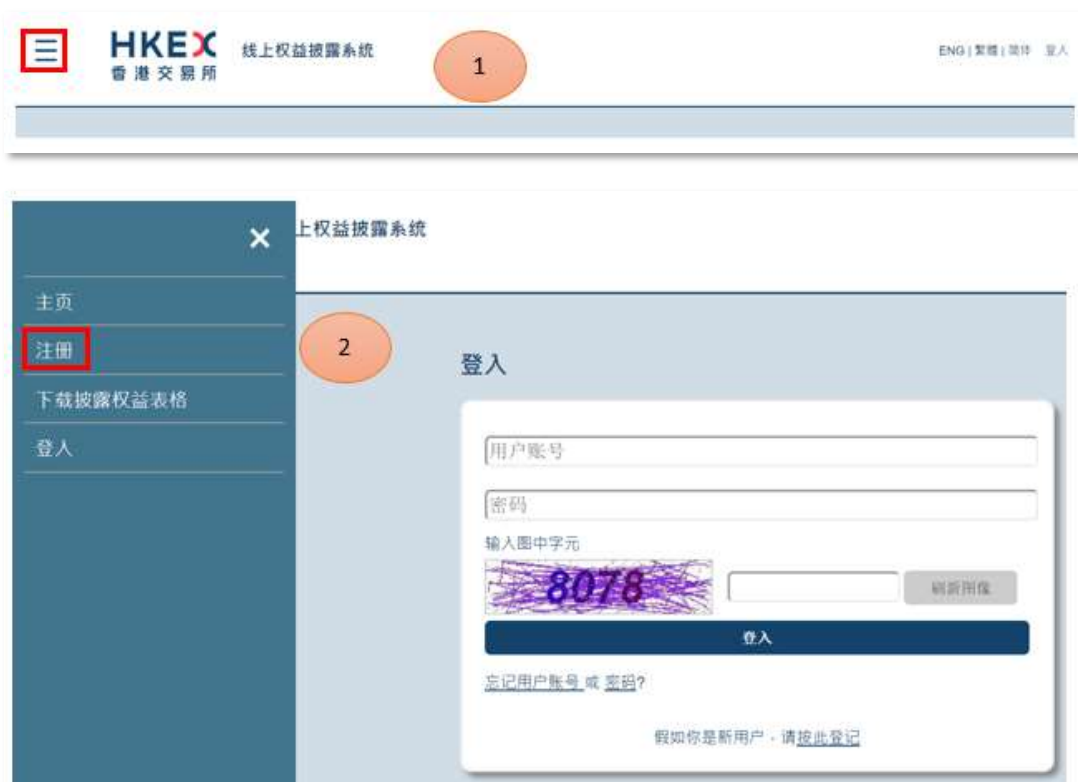 HKEX 线上权益披露系统
香港交易所
1
ENG | 繁體 | 简体 登入
上权益披露系统
主页
注册
2
下载披露权益表格
登入
登入
用户账号
密码
输入图中字元
8078
刷新图像
登入
忘记用户账号 或 密码?
假如你是新用户，请按此登记